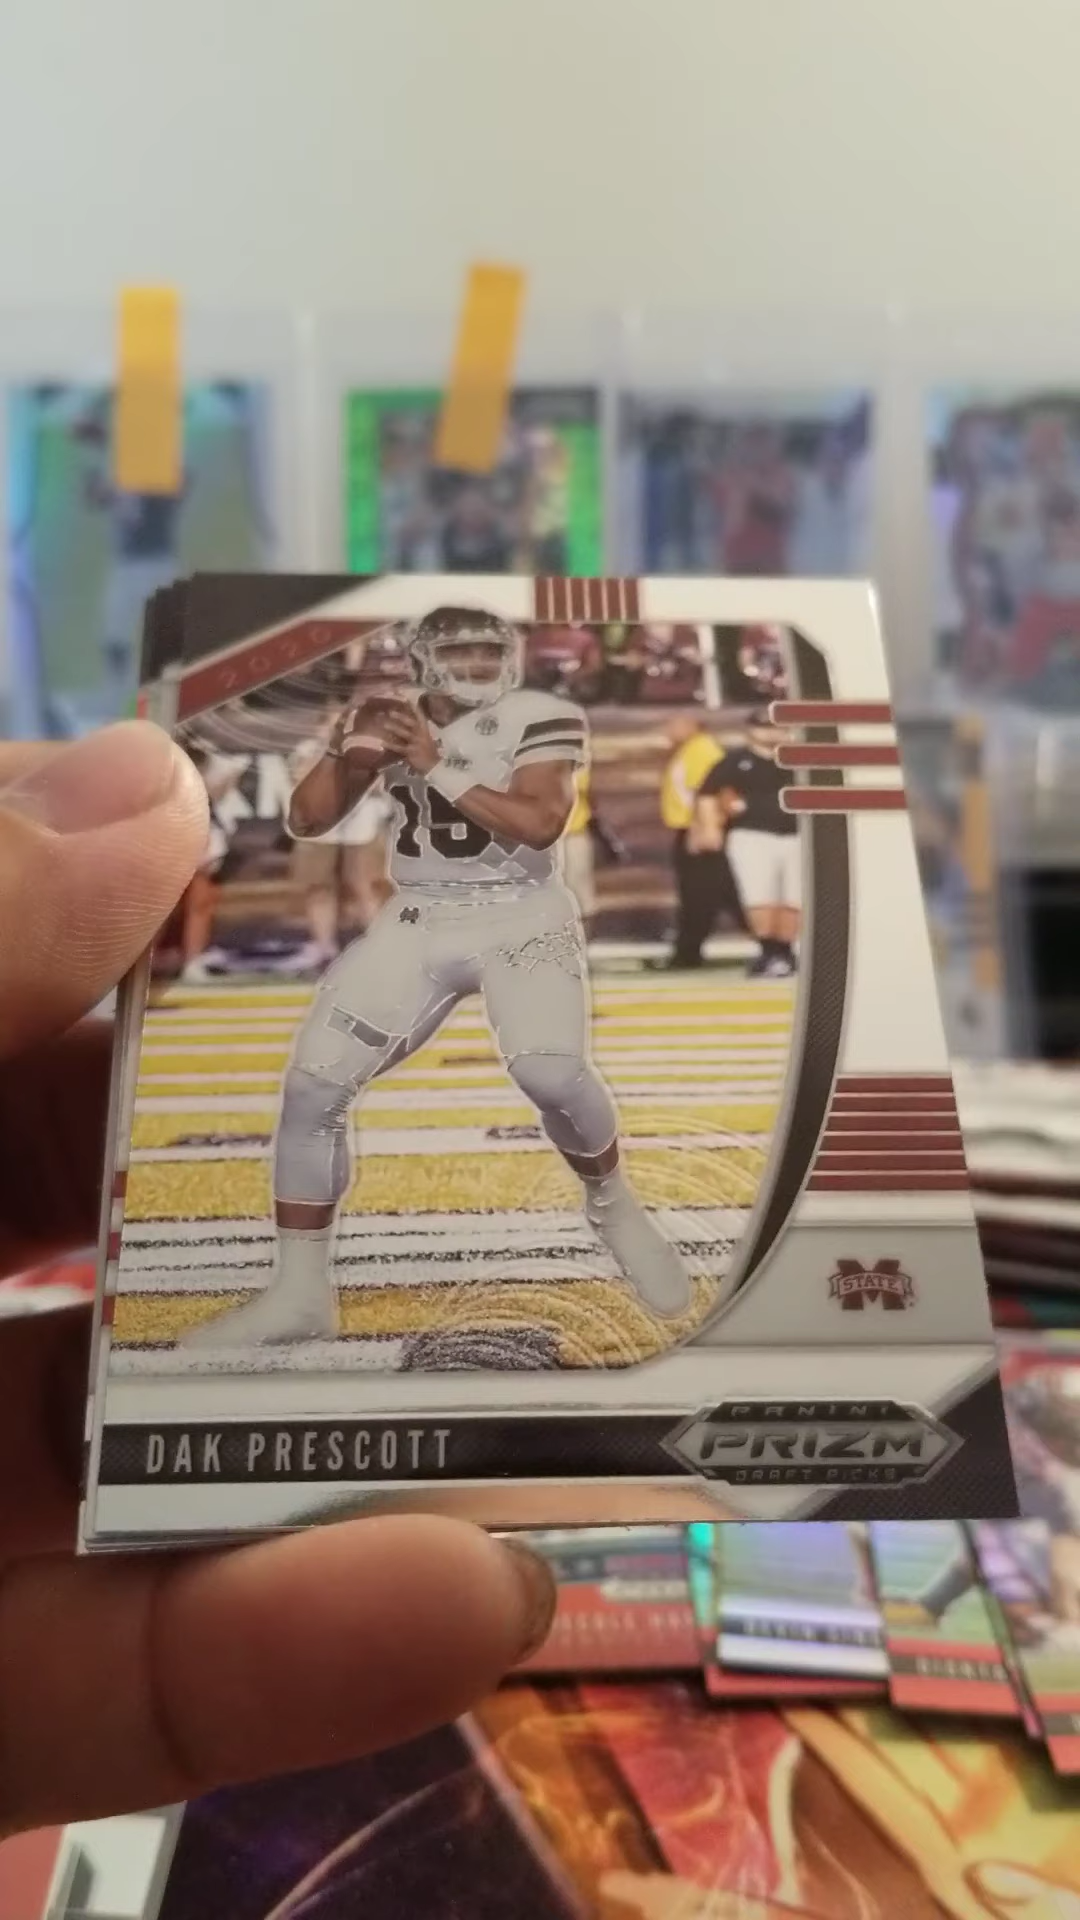 2020
15
STATE
DAK PRESCOTT
PANINI
PRIZM
DRAFT PICKS